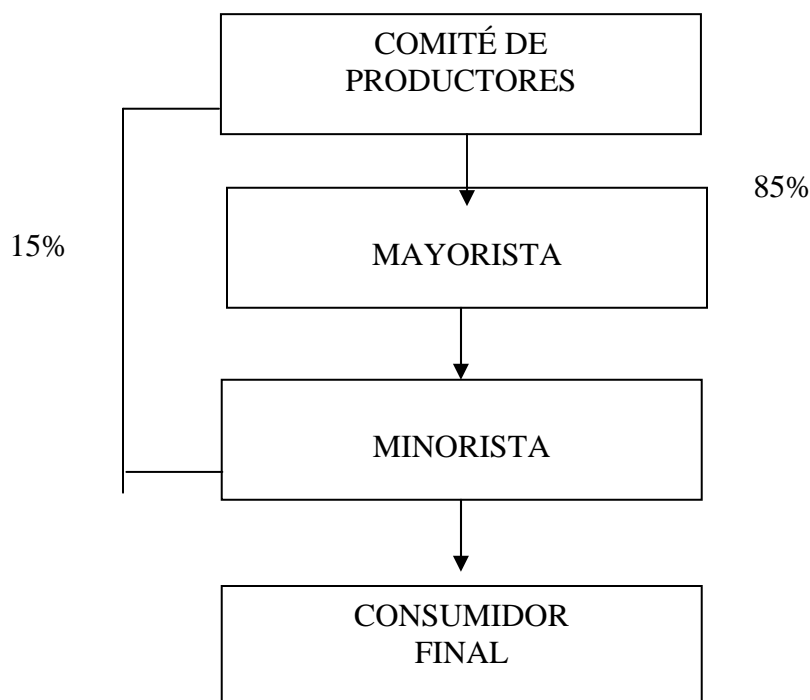 COMITÉ DE
PRODUCTORES
85%
15%
MAYORISTA
MINORISTA
CONSUMIDOR
FINAL